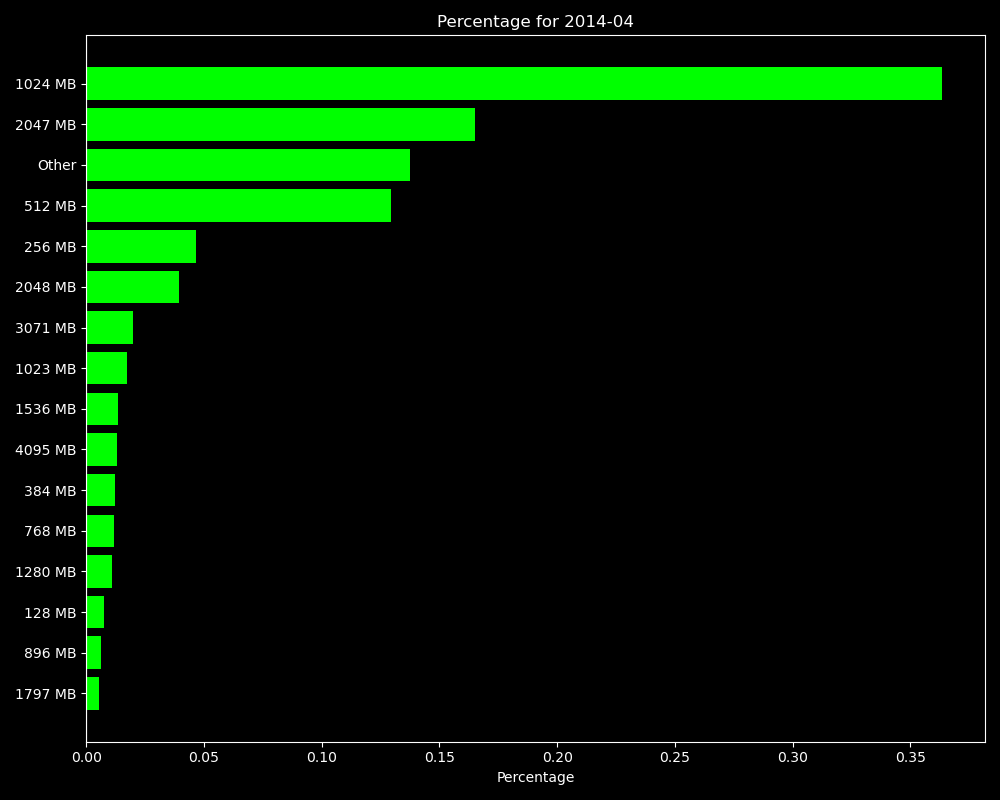 Percentage for 2014-04
1024 MB
2047 MB
Other
512 MB
256 MB
2048 MB
3071 MB
1023 MB
1536 MB
4095 MB
384 MB
768 MB
1280 MB
128 MB
896 MB
1797 MB
0.00 0.05 0.10 0.15 0.20 0.25 0.30 0.35
Percentage